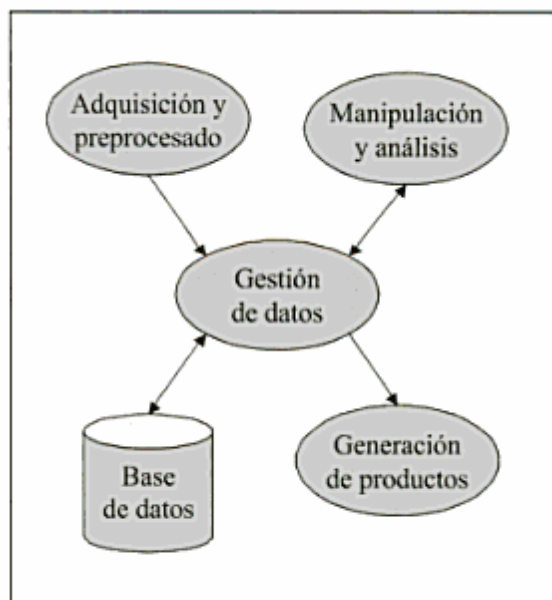 Adquisición y
preprocesado
Manipulación
y análisis
Gestión
de datos
Base
de datos
Generación
de productos